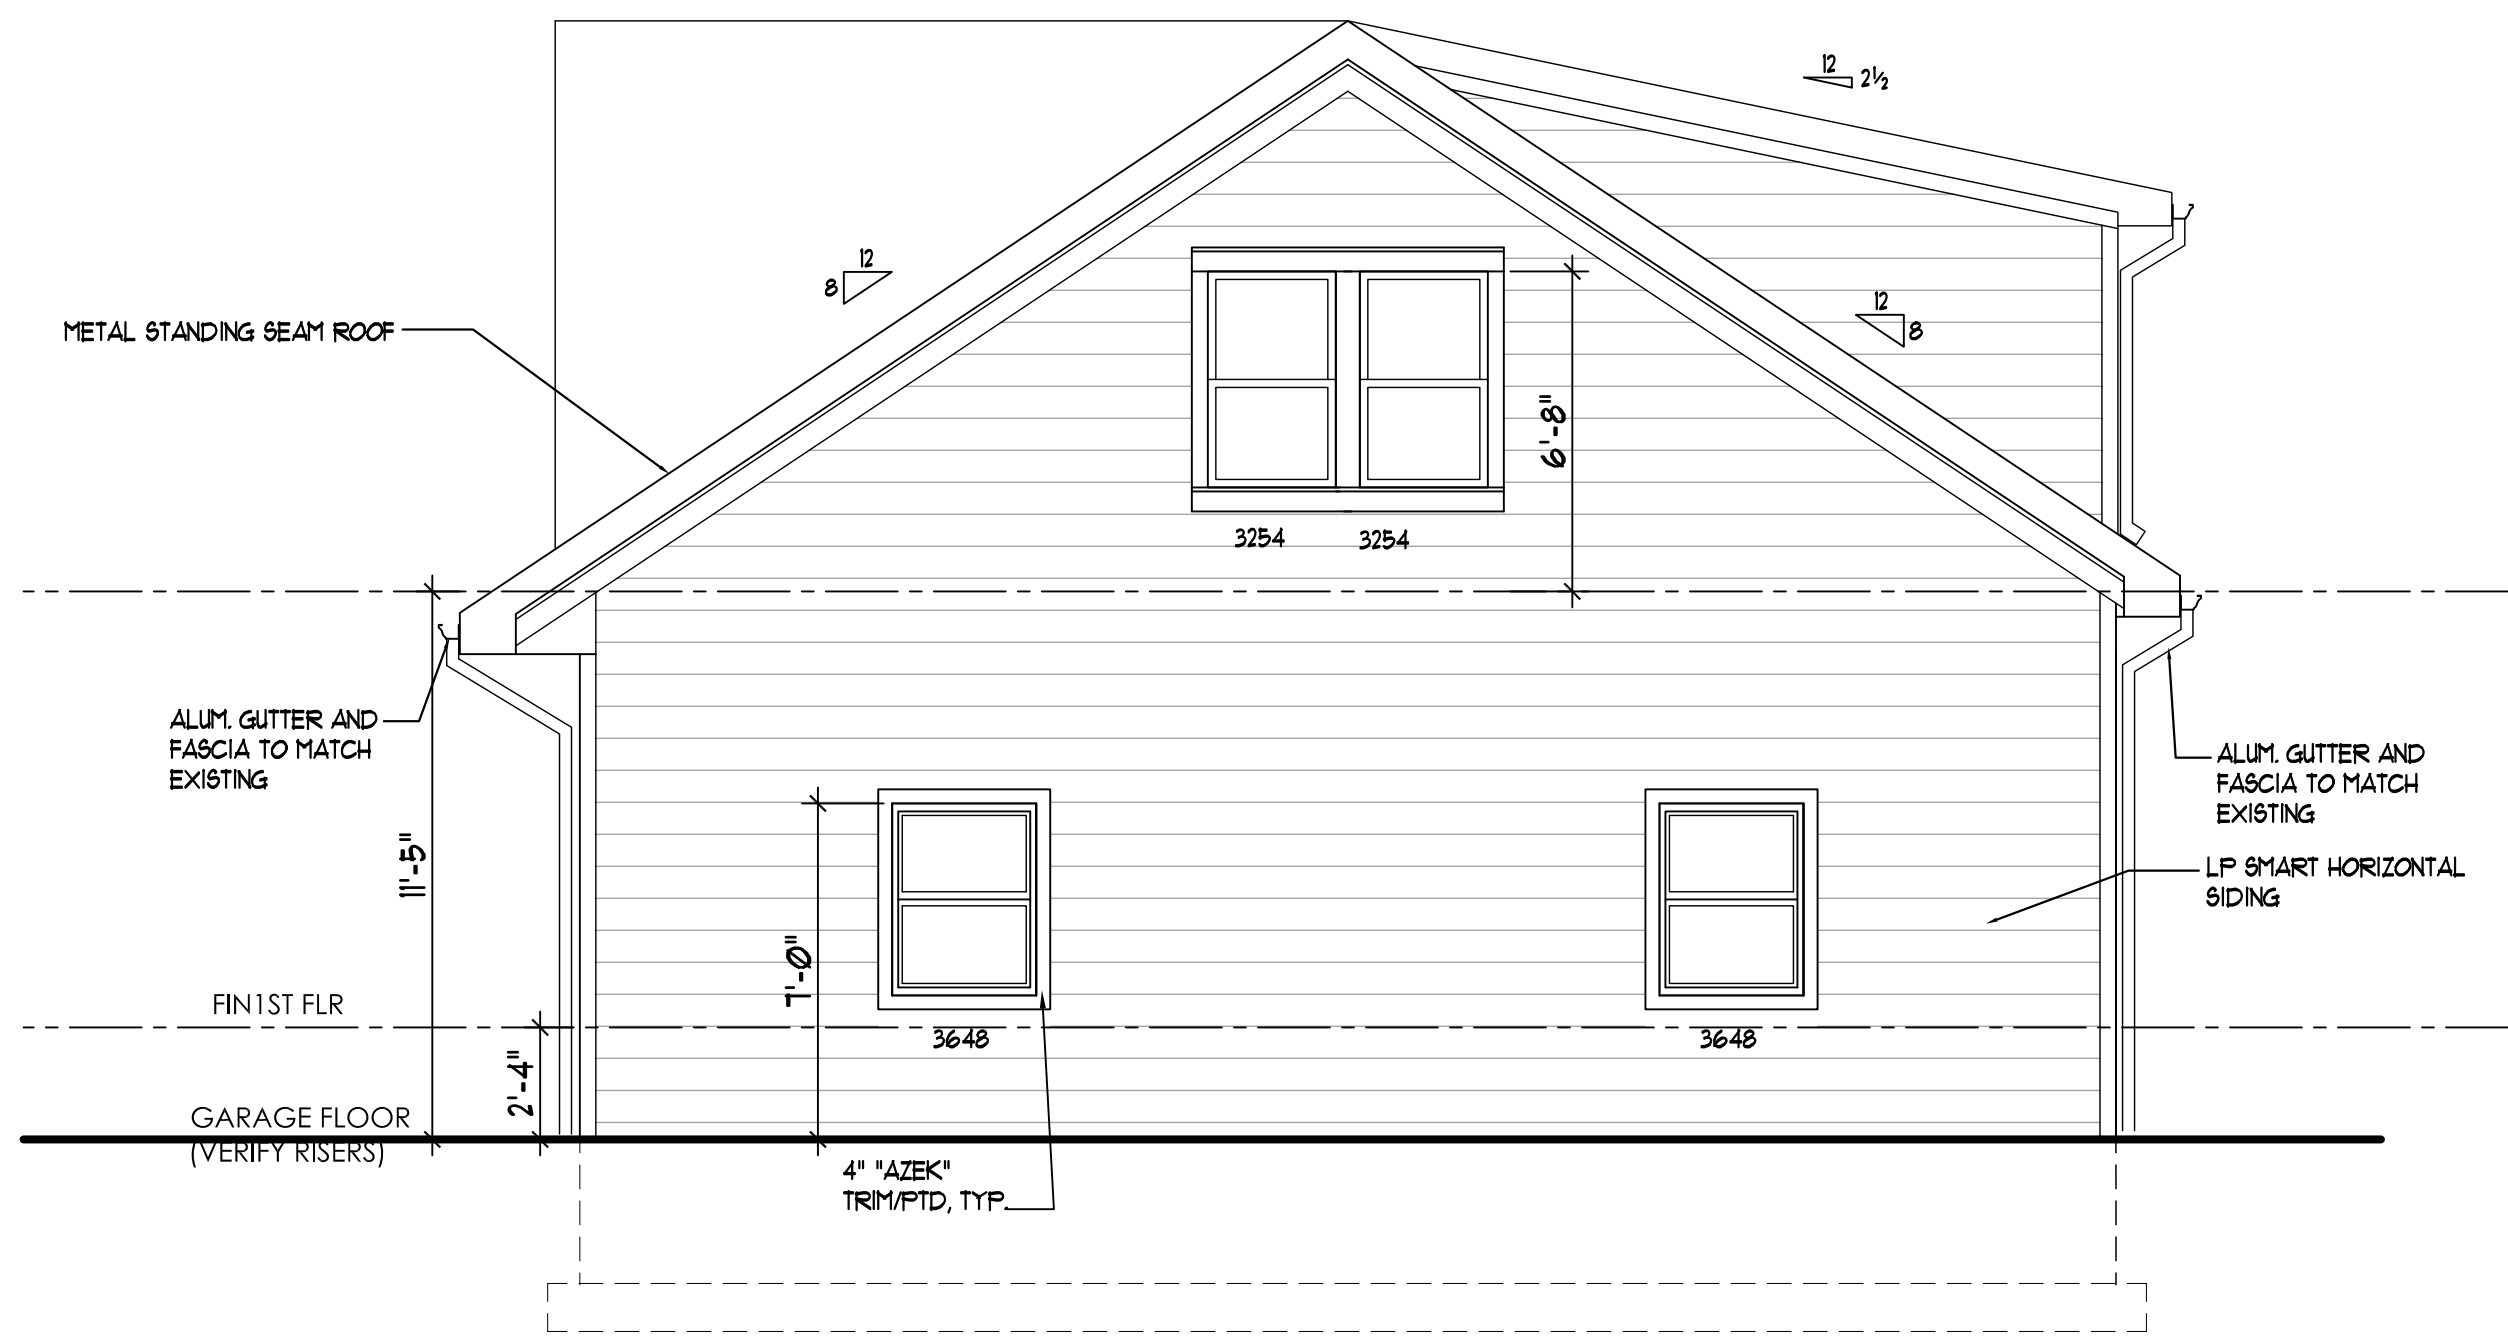 12
2½
12
8
12
8
METAL STANDING SEAM ROOF
6'-8"
3254
3254
ALUM. GUTTER AND
FASCIA TO MATCH
EXISTING
ALUM. GUTTER AND
FASCIA TO MATCH
EXISTING
11'-5"
LP SMART HORIZONTAL
SIDING
7'-0"
FIN1ST FLR
3648
3648
2'-4"
GARAGE FLOOR
(VERIFY RISERS)
4" "AZEK"
TRIM/PTD, TYP.